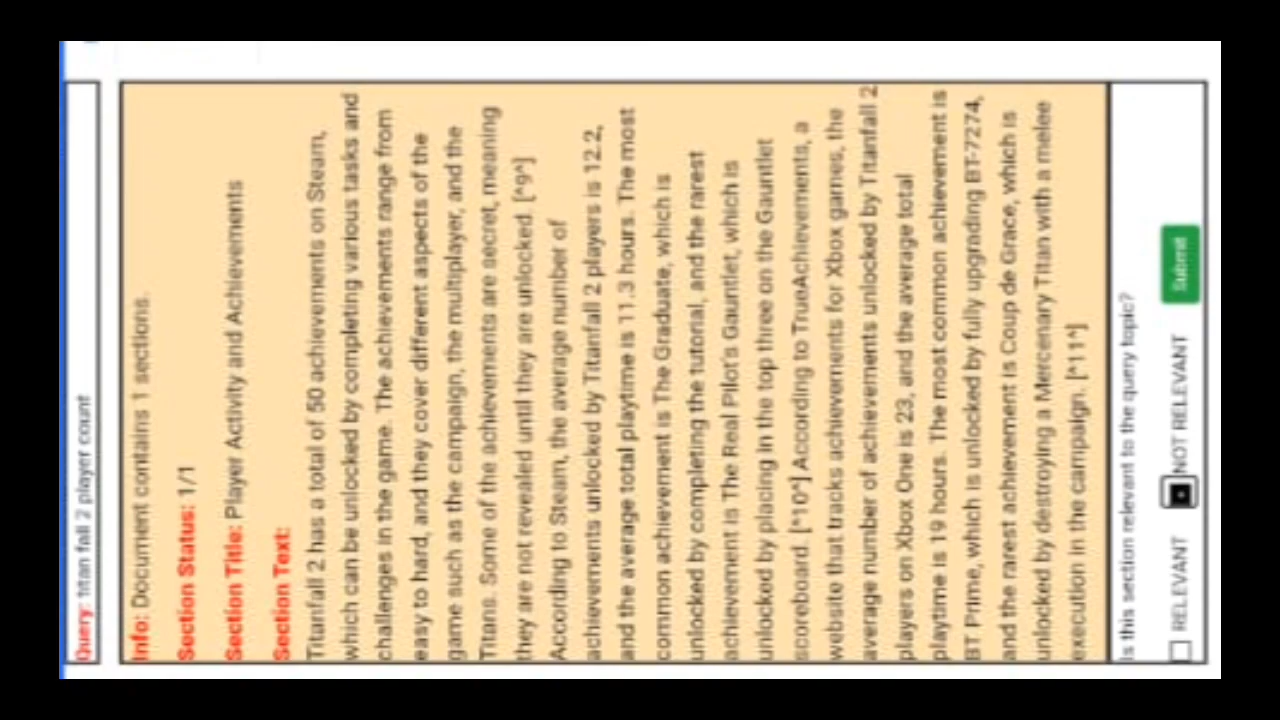 Query: titan fall 2 player count
Info: Document contains 1 sections.
Section Status: 1/1
Section Title: Player Activity and Achievements
Section Text:
Titanfall 2 has a total of 50 achievements on Steam,
which can be unlocked by completing various tasks and
challenges in the game. The achievements range from
easy to hard, and they cover different aspects of the
game such as the campaign, the multiplayer, and the
Titans. Some of the achievements are secret, meaning
they are not revealed until they are unlocked. [^9^]
According to Steam, the average number of
achievements unlocked by Titanfall 2 players is 12.2,
and the average total playtime is 11.3 hours. The most
common achievement is The Graduate, which is
unlocked by completing the tutorial, and the rarest
achievement is The Real Pilot's Gauntlet, which is
unlocked by placing in the top three on the Gauntlet
scoreboard. [^10^] According to TrueAchievements, a
website that tracks achievements for Xbox games, the
average number of achievements unlocked by Titanfall 2
players on Xbox One is 23, and the average total
playtime is 19 hours. The most common achievement is
BT Prime, which is unlocked by fully upgrading BT-7274,
and the rarest achievement is Coup de Grace, which is
unlocked by destroying a Mercenary Titan with a melee
execution in the campaign. [^11^]
Is this section relevant to the query topic?
RELEVANT NOT RELEVANT Submit